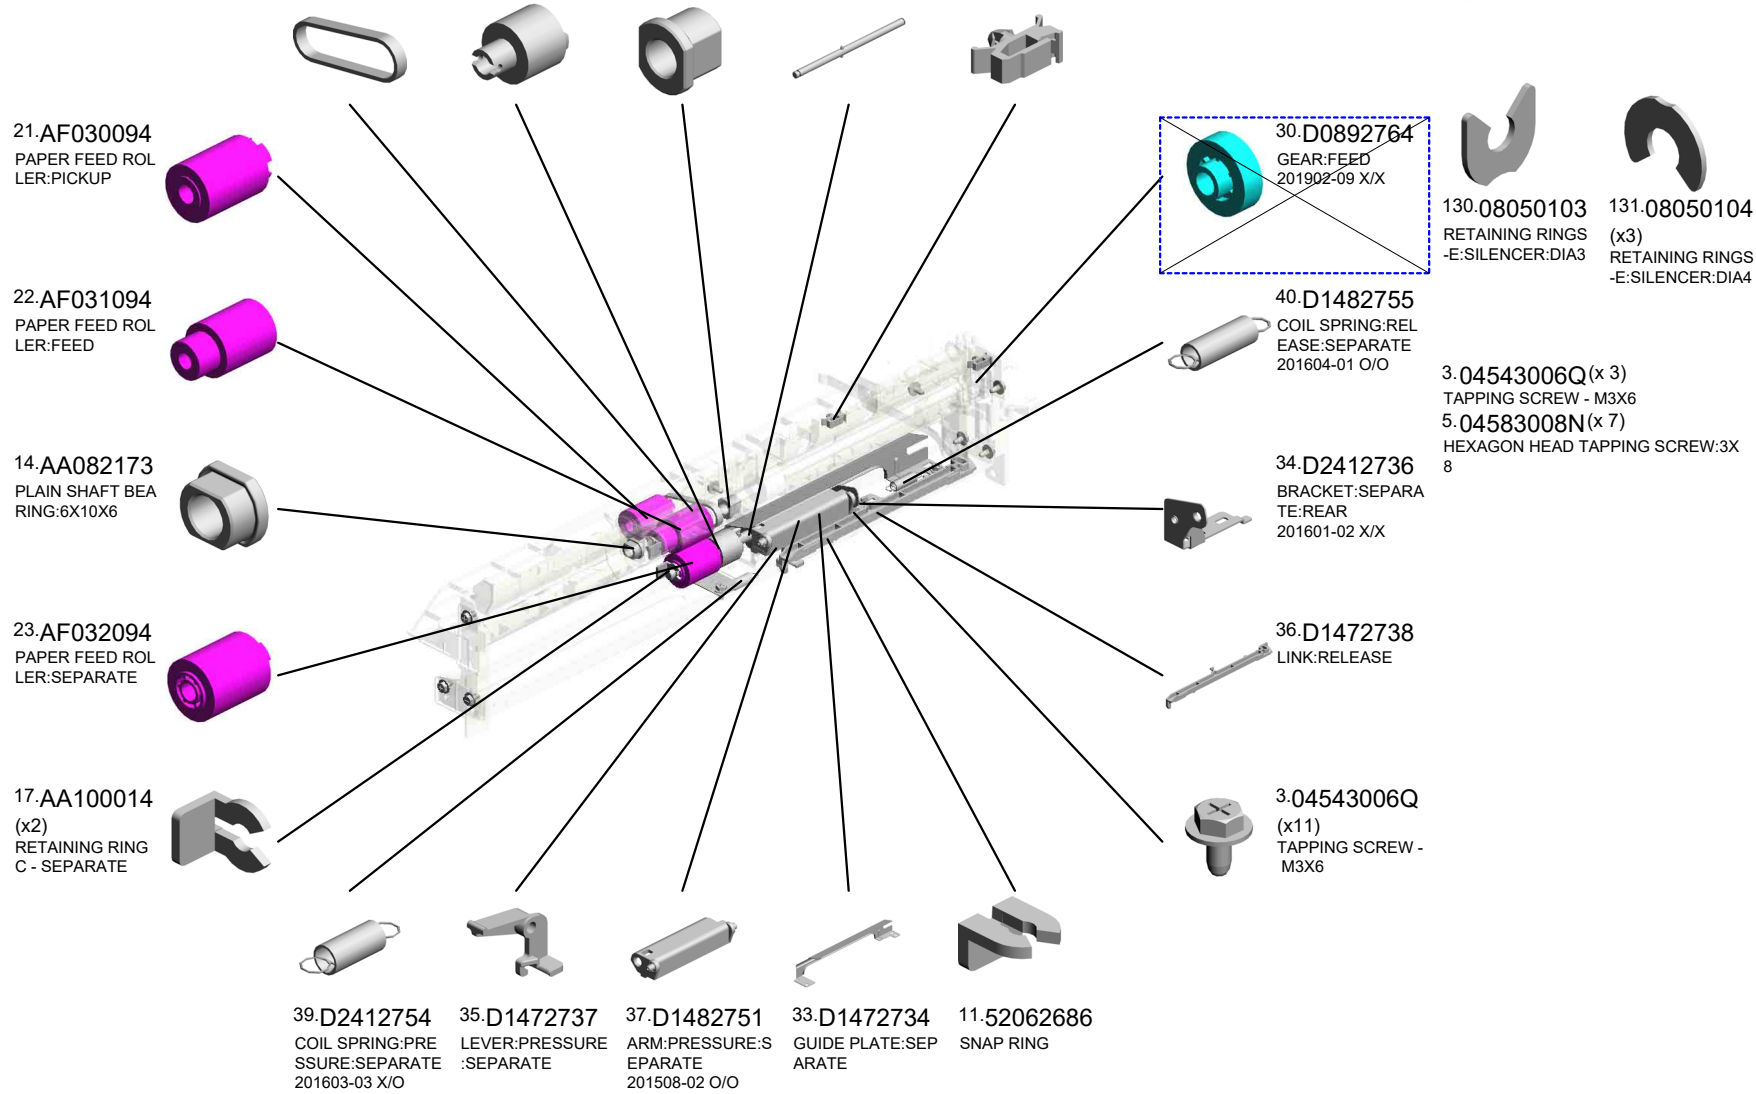 21.AF030094
PAPER FEED ROL
LER:PICKUP
22.AF031094
PAPER FEED ROL
LER:FEED
14.AA082173
PLAIN SHAFT BEA
RING:6X10X6
23.AF032094
PAPER FEED ROL
LER:SEPARATE
17.AA100014
(x2)
RETAINING RING
C - SEPARATE
30.D0892764
GEAR:FEED
201902-09 X/X
130.08050103
RETAINING RINGS
-E:SILENCER:DIA3
131.08050104
(x3)
RETAINING RINGS
-E:SILENCER:DIA4
40.D1482755
COIL SPRING:REL
EASE:SEPARATE
201604-01 O/O
3.04543006Q(x 3)
TAPPING SCREW - M3X6
5.04583008N(x 7)
HEXAGON HEAD TAPPING SCREW:3X
8
34.D2412736
BRACKET:SEPARA
TE:REAR
201601-02 X/X
36.D1472738
LINK:RELEASE
3.04543006Q
(x11)
TAPPING SCREW -
M3X6
39.D2412754
COIL SPRING:PRE
SSURE:SEPARATE
201603-03 X/O
35.D1472737
LEVER:PRESSURE
:SEPARATE
37.D1482751
ARM:PRESSURE:S
EPARATE
201508-02 O/O
33.D1472734
GUIDE PLATE:SEP
ARATE
11.52062686
SNAP RING